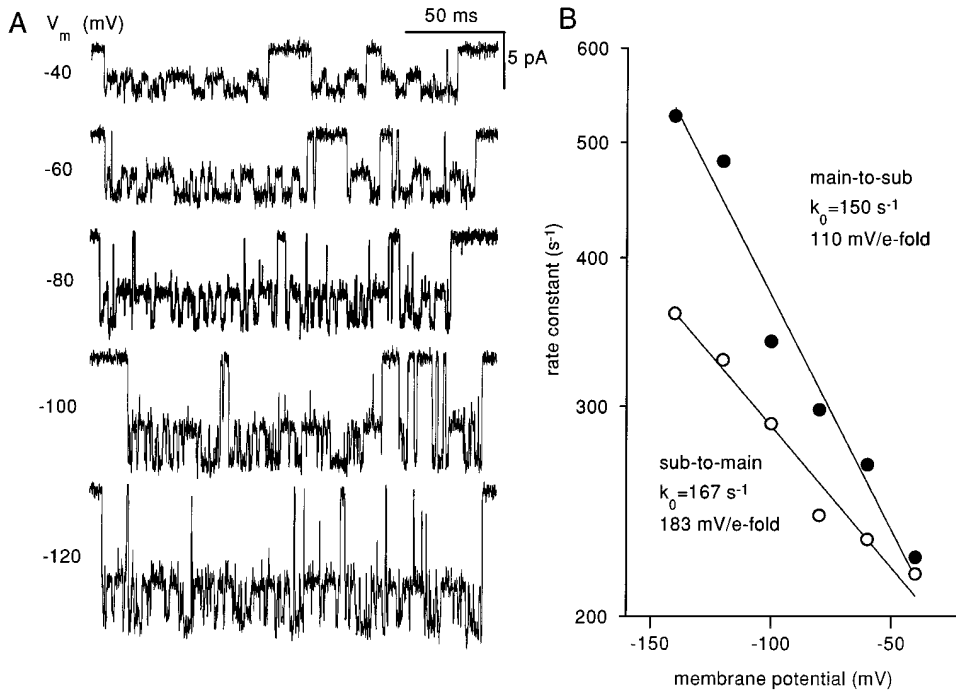 A
V_m (mV)
50 ms
5 pA
-40
-60
-80
-100
-120
B
600
500
400
300
200
rate constant (s⁻¹)
main-to-sub
k₀=150 s⁻¹
110 mV/e-fold
sub-to-main
k₀=167 s⁻¹
183 mV/e-fold
-150
-100
-50
membrane potential (mV)